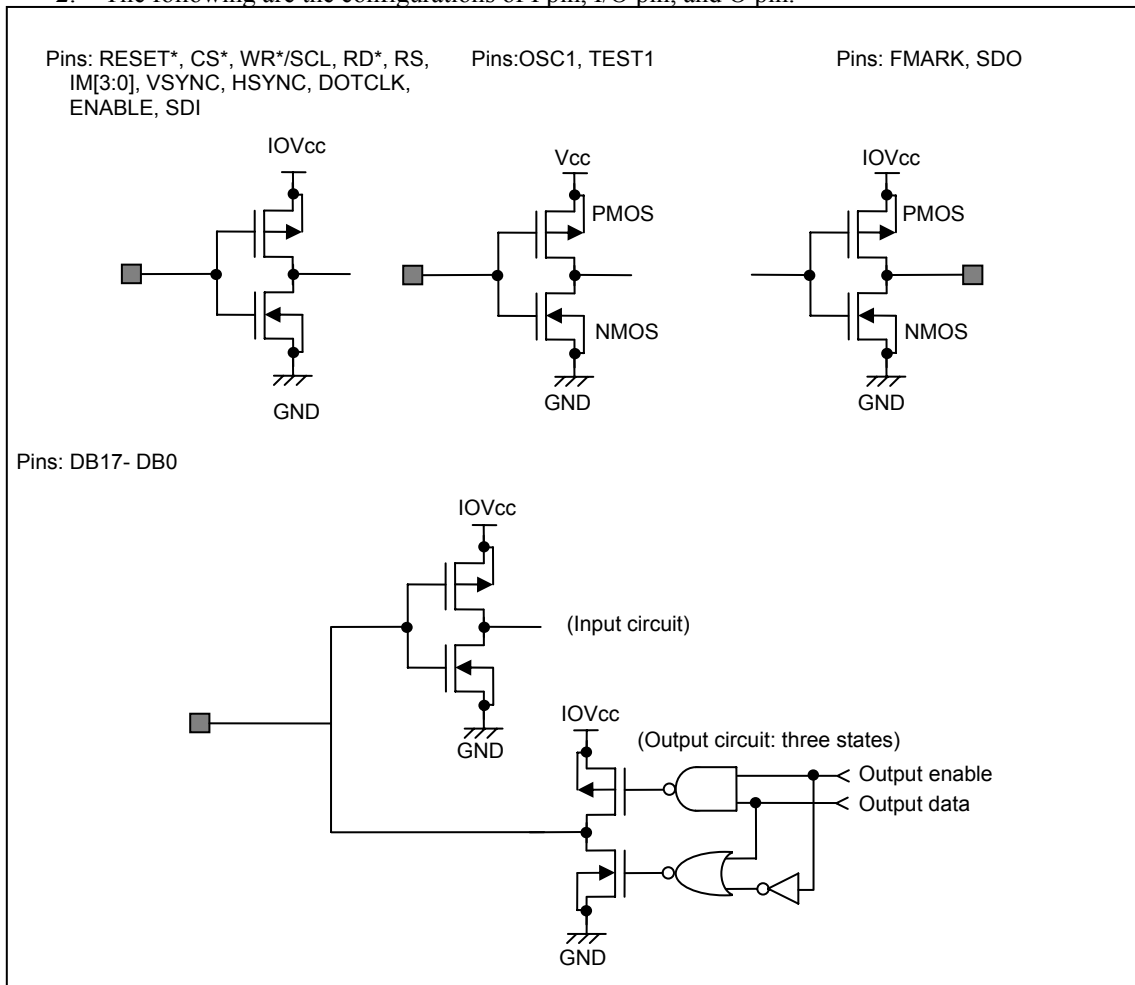 2. The following are the configurations of I pin, I/O pin, and O pin.
Pins: RESET*, CS*, WR*/SCL, RD*, RS,
IM[3:0], VSYNC, HSYNC, DOTCLK,
ENABLE, SDI
IOVcc
GND
Pins:OSC1, TEST1
Vcc
PMOS
NMOS
GND
Pins: FMARK, SDO
IOVcc
PMOS
NMOS
GND
Pins: DB17- DB0
IOVcc
(Input circuit)
GND
IOVcc
(Output circuit: three states)
Output enable
Output data
GND